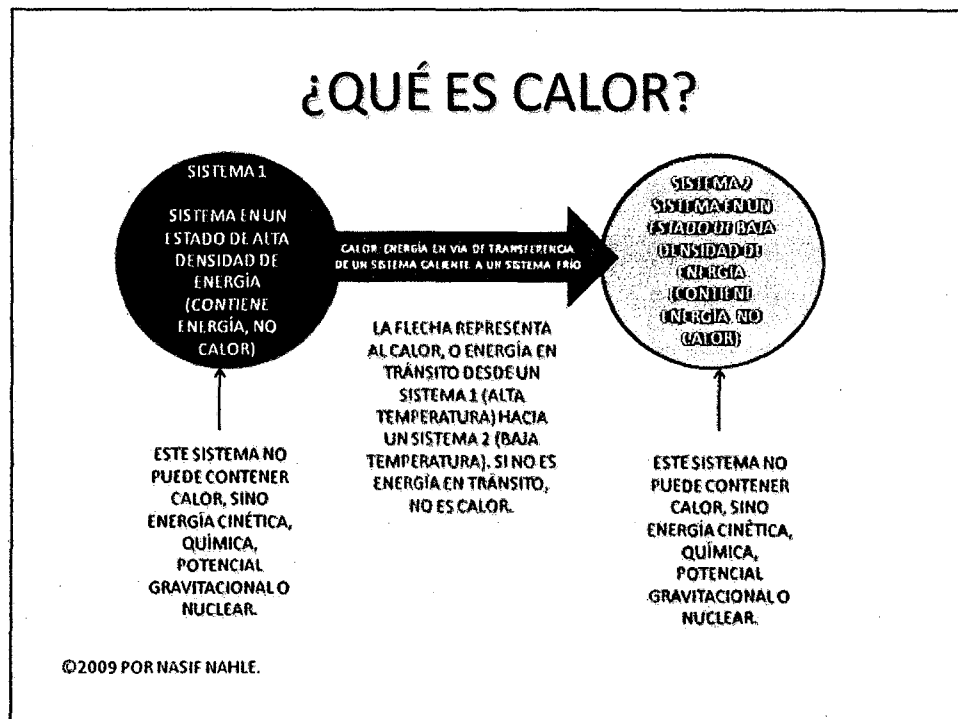 ¿QUÉ ES CALOR?
SISTEMA 1
SISTEMA EN UN
ESTADO DE ALTA
DENSIDAD DE
ENERGÍA
(CONTIENE
ENERGÍA, NO
CALOR)
CALOR: ENERGÍA EN VÍA DE TRANSFERENCIA
DE UN SISTEMA CALIENTE A UN SISTEMA FRÍO
SISTEMA 2
SISTEMA EN UN
ESTADO DE BAJA
DENSIDAD DE
ENERGÍA
(CONTIENE
ENERGÍA, NO
CALOR)
LA FLECHA REPRESENTA
AL CALOR, O ENERGÍA EN
TRÁNSITO DESDE UN
SISTEMA 1 (ALTA
TEMPERATURA) HACIA
UN SISTEMA 2 (BAJA
TEMPERATURA). SI NO ES
ENERGÍA EN TRÁNSITO,
NO ES CALOR.
ESTE SISTEMA NO
PUEDE CONTENER
CALOR, SINO
ENERGÍA CINÉTICA,
QUÍMICA,
POTENCIAL
GRAVITACIONAL O
NUCLEAR.
ESTE SISTEMA NO
PUEDE CONTENER
CALOR, SINO
ENERGÍA CINÉTICA,
QUÍMICA,
POTENCIAL
GRAVITACIONAL O
NUCLEAR.
©2009 POR NASIF NAHLE.